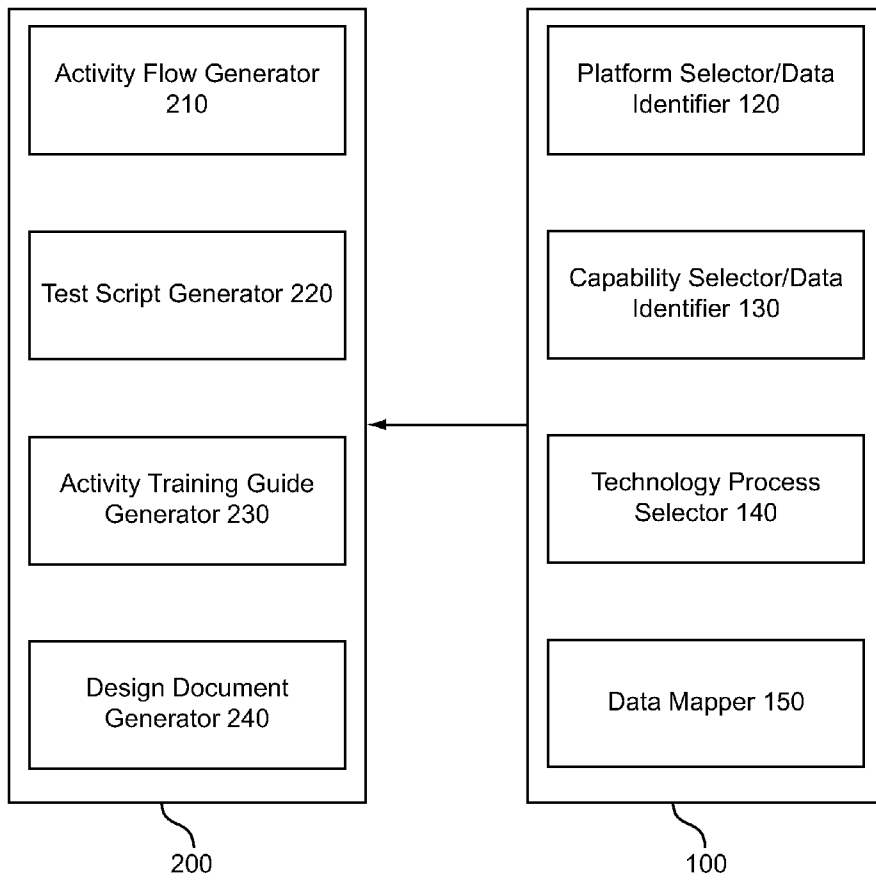 Activity Flow Generator
210
Test Script Generator 220
Activity Training Guide
Generator 230
Design Document
Generator 240
200
Platform Selector/Data
Identifier 120
Capability Selector/Data
Identifier 130
Technology Process
Selector 140
Data Mapper 150
100